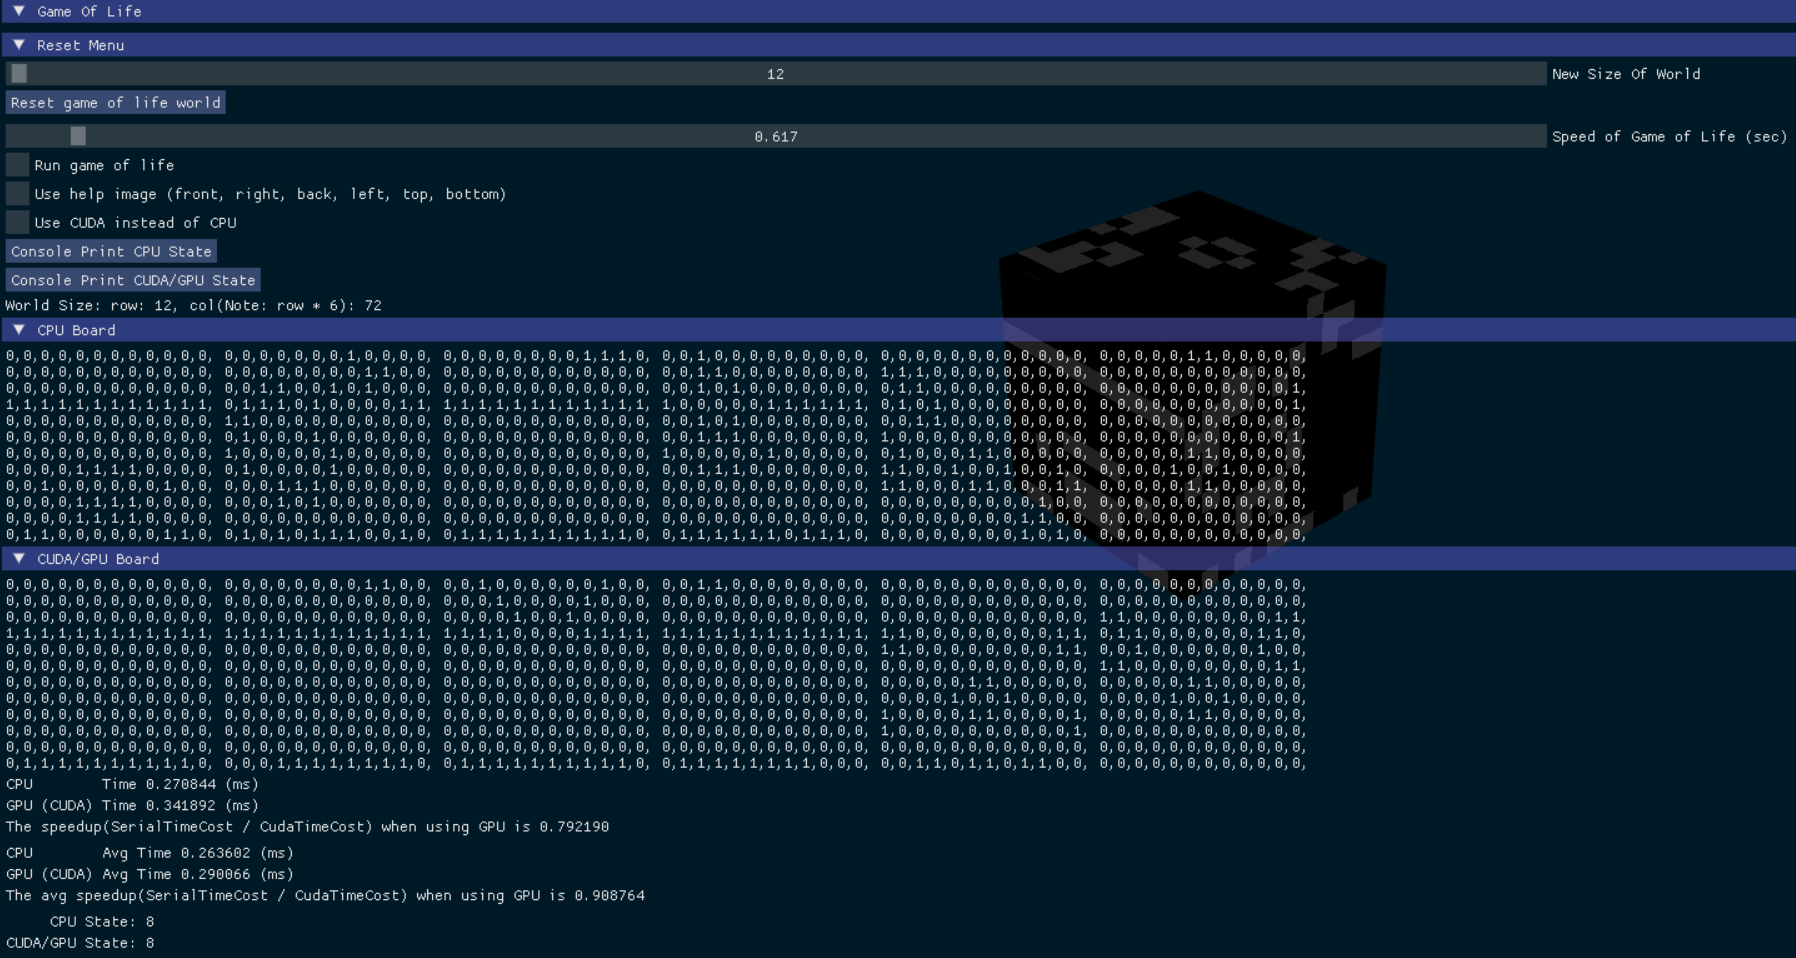 Game Of Life
Reset Menu
12 New Size Of World
Reset game of life world
0.617 Speed of Game of Life (sec)
Run game of life
Use help image (front, right, back, left, top, bottom)
Use CUDA instead of CPU
Console Print CPU State
Console Print CUDA/GPU State
World Size: row: 12, col(Note: row * 6): 72
CPU Board
0,0,0,0,0,0,0,0,0,0,0,0, 0,0,0,0,0,0,0,1,0,0,0,0, 0,0,0,0,0,0,0,0,1,1,1,0, 0,0,1,0,0,0,0,0,0,0,0,0, 0,0,0,0,0,0,0,0,0,0,0,0, 0,0,0,0,0,1,1,0,0,0,0,0,
0,0,0,0,0,0,0,0,0,0,0,0, 0,0,0,0,0,0,0,0,1,1,0,0, 0,0,0,0,0,0,0,0,0,0,0,0, 0,0,1,1,0,0,0,0,0,0,0,0, 1,1,1,0,0,0,0,0,0,0,0,0, 0,0,0,0,0,0,0,0,0,0,0,0,
0,0,0,0,0,0,0,0,0,0,0,0, 0,0,1,1,0,0,1,0,1,0,0,0, 0,0,0,0,0,0,0,0,0,0,0,0, 0,0,1,0,1,0,0,0,0,0,0,0, 0,0,0,0,0,0,0,0,0,0,0,0, 0,0,0,0,0,0,0,0,0,0,0,1,
1,1,1,1,1,1,1,1,1,1,1,1, 0,1,1,1,0,1,0,0,0,0,1,1, 1,1,1,1,1,1,1,1,1,1,1,1, 1,0,0,0,0,0,1,1,1,1,1,1, 0,1,0,1,0,0,0,0,0,0,0,0, 0,0,0,0,0,0,0,0,0,0,0,1,
0,0,0,0,0,0,0,0,0,0,0,0, 1,1,0,0,0,0,0,0,0,0,0,0, 0,0,0,0,0,0,0,0,0,0,0,0, 0,0,1,0,1,0,0,0,0,0,0,0, 0,0,1,1,0,0,0,0,0,0,0,0, 0,0,0,0,0,0,0,0,0,0,0,0,
0,0,0,0,0,0,0,0,0,0,0,0, 0,1,0,0,0,1,0,0,0,0,0,0, 0,0,0,0,0,0,0,0,0,0,0,0, 0,0,1,1,1,0,0,0,0,0,0,0, 1,0,0,0,0,0,0,0,0,0,0,0, 0,0,0,0,0,0,0,0,0,0,0,1,
0,0,0,0,0,0,0,0,0,0,0,0, 1,0,0,0,0,0,1,0,0,0,0,0, 0,0,0,0,0,0,0,0,0,0,0,0, 1,0,0,0,0,0,1,0,0,0,0,0, 0,0,0,0,0,1,1,0,0,0,0,0, 0,0,0,0,0,1,1,0,0,0,0,0,
0,0,0,0,1,1,1,1,0,0,0,0, 0,1,0,0,0,0,1,0,0,0,0,0, 0,0,0,0,0,0,0,0,0,0,0,0, 0,0,1,1,1,0,0,0,0,0,0,0, 1,1,0,0,1,0,0,1,0,0,1,0, 0,0,0,0,1,0,0,1,0,0,0,0,
0,0,1,0,0,0,0,0,0,1,0,0, 0,0,0,1,1,1,0,0,0,0,0,0, 0,0,0,0,0,0,0,0,0,0,0,0, 0,0,0,0,0,0,0,0,0,0,0,0, 1,1,0,0,0,1,1,0,0,0,1,1, 0,0,0,0,0,1,1,0,0,0,0,0,
0,0,0,0,1,1,1,1,0,0,0,0, 0,0,0,1,0,1,0,0,0,0,0,0, 0,0,0,0,0,0,0,0,0,0,0,0, 0,0,0,0,0,0,0,0,0,0,0,0, 0,0,0,0,0,0,0,0,0,1,0,0, 0,0,0,0,0,0,0,0,0,0,0,0,
0,0,0,0,1,1,1,1,0,0,0,0, 0,0,0,0,0,0,0,0,0,0,0,0, 0,0,0,0,0,0,0,0,0,0,0,0, 0,0,0,0,0,0,0,0,0,0,0,0, 0,0,0,0,0,0,0,0,1,1,0,0, 0,0,0,0,0,0,0,0,0,0,0,0,
0,1,1,0,0,0,0,0,0,1,1,0, 0,1,0,1,0,1,1,1,0,0,1,0, 0,0,0,0,0,1,1,1,1,1,1,0, 0,1,1,1,1,1,1,0,1,1,1,0, 0,0,0,0,0,0,0,0,1,0,1,0, 0,0,0,0,0,0,0,0,0,0,0,0,
CUDA/GPU Board
0,0,0,0,0,0,0,0,0,0,0,0, 0,0,0,0,0,0,0,0,1,1,0,0, 0,0,1,0,0,0,0,0,0,1,0,0, 0,0,1,1,0,0,0,0,0,0,0,0, 0,0,0,0,0,0,0,0,0,0,0,0, 0,0,0,0,0,0,0,0,0,0,0,0,
0,0,0,0,0,0,0,0,0,0,0,0, 0,0,0,0,0,0,0,0,0,0,0,0, 0,0,0,1,0,0,0,0,1,0,0,0, 0,0,0,0,0,0,0,0,0,0,0,0, 0,0,0,0,0,0,0,0,0,0,0,0, 0,0,0,0,0,0,0,0,0,0,0,0,
0,0,0,0,0,0,0,0,0,0,0,0, 0,0,0,0,0,0,0,0,0,0,0,0, 0,0,0,0,1,0,0,1,0,0,0,0, 0,0,0,0,0,0,0,0,0,0,0,0, 0,0,0,0,0,0,0,0,0,0,0,0, 1,1,0,0,0,0,0,0,0,0,1,1,
1,1,1,1,1,1,1,1,1,1,1,1, 1,1,1,1,1,1,1,1,1,1,1,1, 1,1,1,1,0,0,0,0,1,1,1,1, 1,1,1,1,1,1,1,1,1,1,1,1, 1,1,0,0,0,0,0,0,0,0,1,1, 0,1,1,0,0,0,0,0,0,1,1,0,
0,0,0,0,0,0,0,0,0,0,0,0, 0,0,0,0,0,0,0,0,0,0,0,0, 0,0,0,0,0,0,0,0,0,0,0,0, 0,0,0,0,0,0,0,0,0,0,0,0, 1,1,0,0,0,0,0,0,0,0,1,1, 0,0,1,0,0,0,0,0,0,1,0,0,
0,0,0,0,0,0,0,0,0,0,0,0, 0,0,0,0,0,0,0,0,0,0,0,0, 0,0,0,0,0,0,0,0,0,0,0,0, 0,0,0,0,0,0,0,0,0,0,0,0, 0,0,0,0,0,0,0,0,0,0,0,0, 1,1,0,0,0,0,0,0,0,0,1,1,
0,0,0,0,0,0,0,0,0,0,0,0, 0,0,0,0,0,0,0,0,0,0,0,0, 0,0,0,0,0,0,0,0,0,0,0,0, 0,0,0,0,0,0,0,0,0,0,0,0, 0,0,0,0,0,1,1,0,0,0,0,0, 0,0,0,0,0,1,1,0,0,0,0,0,
0,0,0,0,0,0,0,0,0,0,0,0, 0,0,0,0,0,0,0,0,0,0,0,0, 0,0,0,0,0,0,0,0,0,0,0,0, 0,0,0,0,0,0,0,0,0,0,0,0, 0,0,0,0,1,0,0,1,0,0,0,0, 0,0,0,0,1,0,0,1,0,0,0,0,
0,0,0,0,0,0,0,0,0,0,0,0, 0,0,0,0,0,0,0,0,0,0,0,0, 0,0,0,0,0,0,0,0,0,0,0,0, 0,0,0,0,0,0,0,0,0,0,0,0, 1,0,0,0,0,1,1,0,0,0,0,1, 0,0,0,0,0,1,1,0,0,0,0,0,
0,0,0,0,0,0,0,0,0,0,0,0, 0,0,0,0,0,0,0,0,0,0,0,0, 0,0,0,0,0,0,0,0,0,0,0,0, 0,0,0,0,0,0,0,0,0,0,0,0, 1,0,0,0,0,0,0,0,0,0,0,1, 0,0,0,0,0,0,0,0,0,0,0,0,
0,0,0,0,0,0,0,0,0,0,0,0, 0,0,0,0,0,0,0,0,0,0,0,0, 0,0,0,0,0,0,0,0,0,0,0,0, 0,0,0,0,0,0,0,0,0,0,0,0, 0,0,0,0,0,0,0,0,0,0,0,0, 0,0,0,0,0,0,0,0,0,0,0,0,
0,1,1,1,1,1,1,1,1,1,1,0, 0,0,0,1,1,1,1,1,1,1,1,0, 0,1,1,1,1,1,1,1,1,1,1,0, 0,1,1,1,1,1,1,1,1,0,0,0, 0,0,1,1,0,1,1,0,1,1,0,0, 0,0,0,0,0,0,0,0,0,0,0,0,
CPU Time 0.270844 (ms)
GPU (CUDA) Time 0.341892 (ms)
The speedup(SerialTimeCost / CudaTimeCost) when using GPU is 0.792190
CPU Avg Time 0.263602 (ms)
GPU (CUDA) Avg Time 0.290066 (ms)
The avg speedup(SerialTimeCost / CudaTimeCost) when using GPU is 0.908764
CPU State: 8
CUDA/GPU State: 8